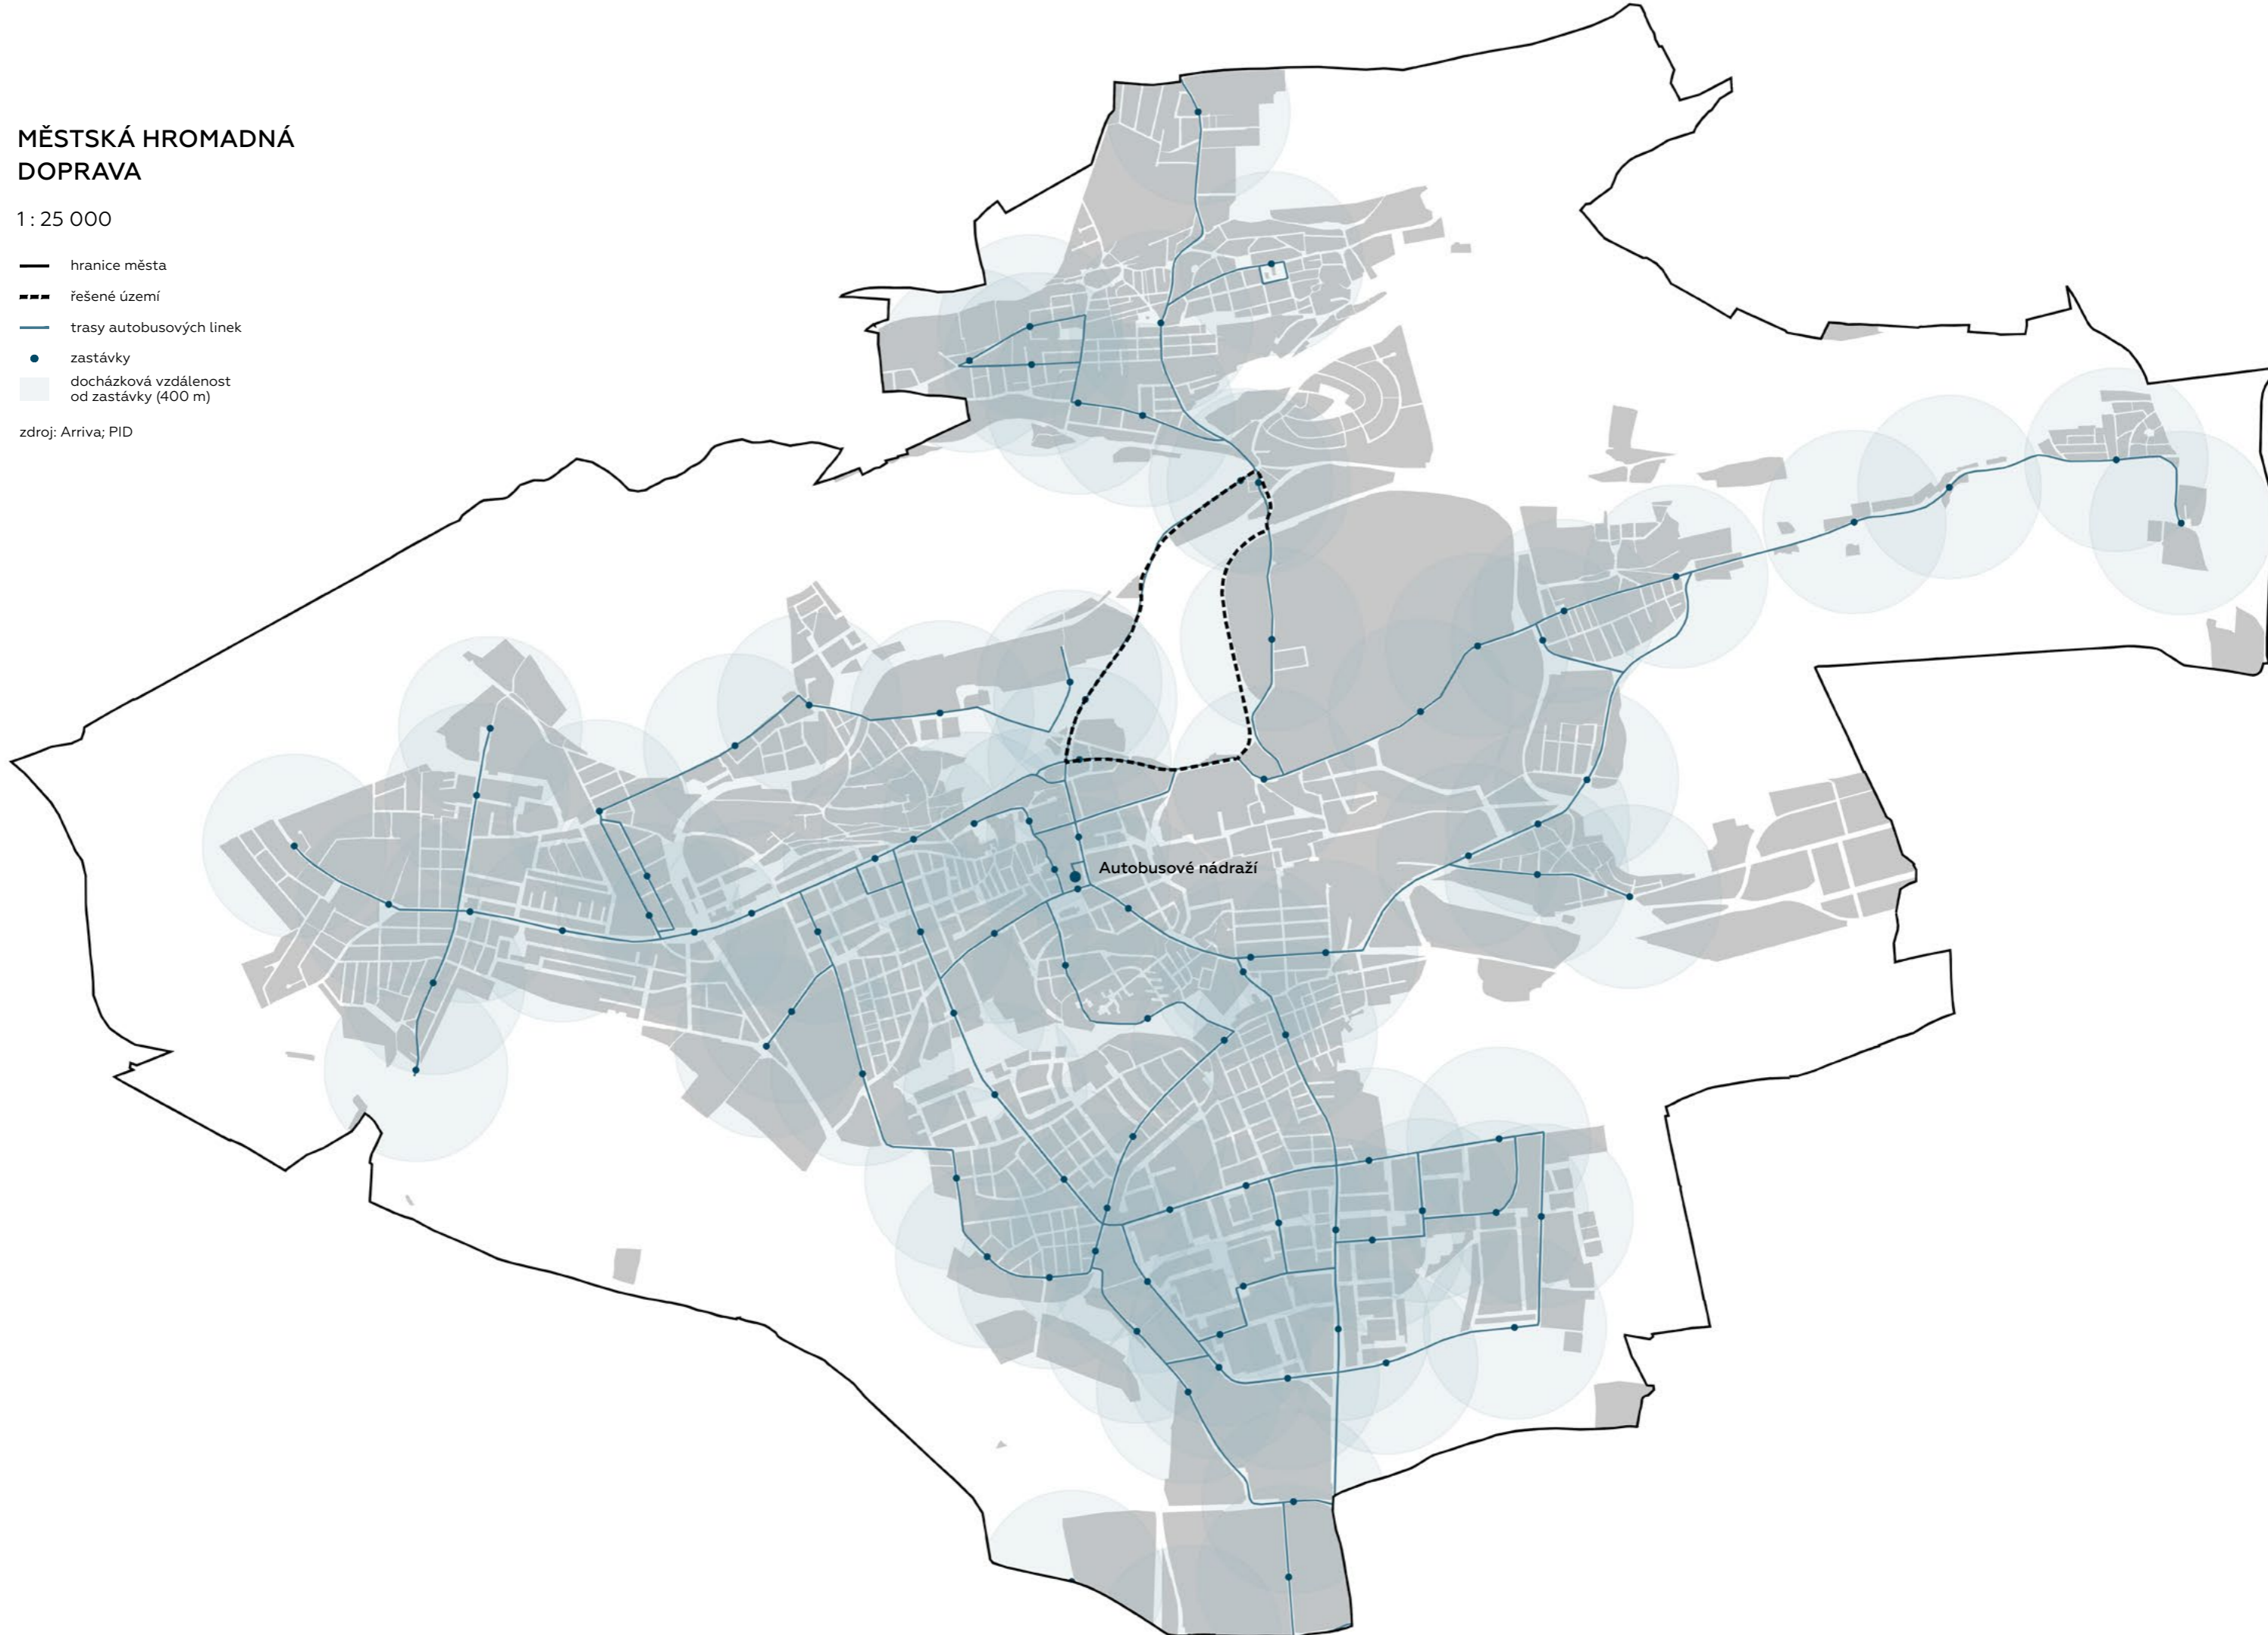 MĚSTSKÁ HROMADNÁ
DOPRAVA
1 : 25 000
hranice města
řešené území
trasy autobusových linek
zastávky
docházková vzdálenost
od zastávky (400 m)
zdroj: Arriva; PID
Autobusové nádraží